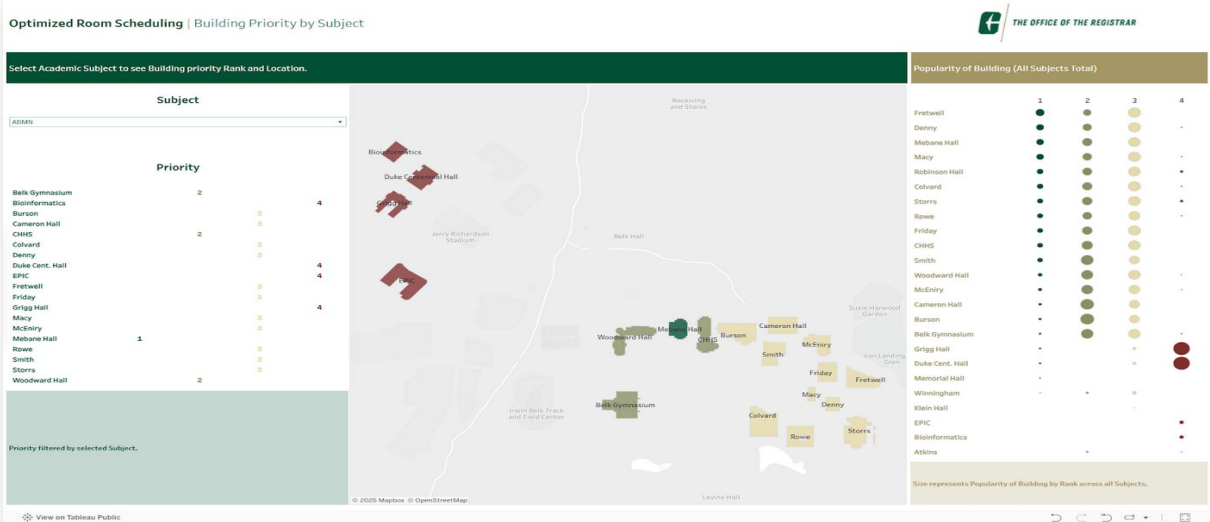 Optimized Room Scheduling | Building Priority by Subject
THE OFFICE OF THE REGISTRAR
Select Academic Subject to see Building priority Rank and Location.
Subject
ADMN
Priority
Belk Gymnasium 2
Bioinformatics 4
Burson 3
Cameron Hall 3
CHHS 2
Colvard 3
Denny 3
Duke Cent. Hall 4
EPIC 4
Fretwell 3
Friday 3
Grigg Hall 4
Macy 3
McEniry 3
Mebane Hall 1
Rowe 3
Smith 3
Storrs 3
Woodward Hall 2
Priority filtered by selected Subject.
Receiving
and Stores
Bioinformatics
Duke Centennial Hall
Grigg Hall
Jerry Richardson
Stadium
Belk Hall
EPIC
Susie Harwood
Garden
Woodward Hall
Mebane Hall
CHHS
Burson
Cameron Hall
McEniry
Smith
Van Landing
Glen
Friday
Fretwell
Macy
Denny
Belk Gymnasium
Irwin Belk Track
and Field Center
Colvard
Rowe
Storrs
Levine Hall
© 2025 Mapbox © OpenStreetMap
Popularity of Building (All Subjects Total)
1 2 3 4
Fretwell
Denny
Mebane Hall
Macy
Robinson Hall
Colvard
Storrs
Rowe
Friday
CHHS
Smith
Woodward Hall
McEniry
Cameron Hall
Burson
Belk Gymnasium
Grigg Hall
Duke Cent. Hall
Memorial Hall
Winningham
Klein Hall
EPIC
Bioinformatics
Atkins
Size represents Popularity of Building by Rank across all Subjects.
View on Tableau Public